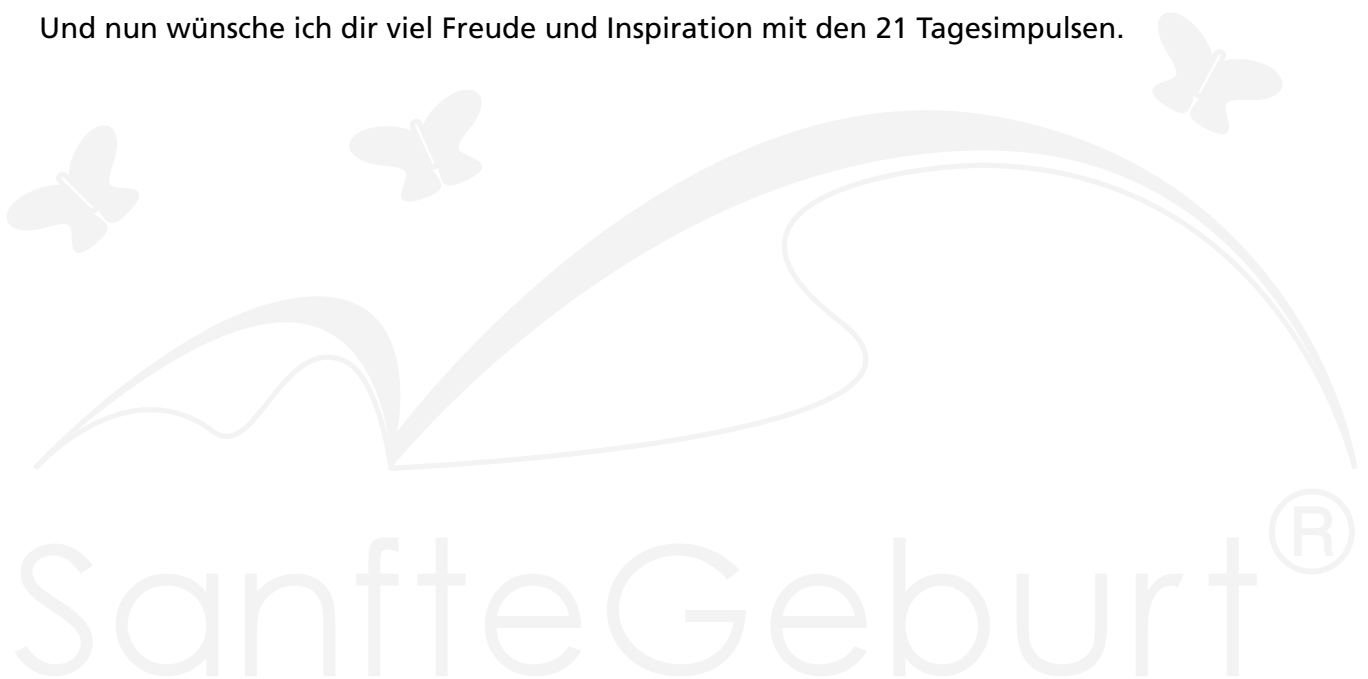 Und nun wünsche ich dir viel Freude und Inspiration mit den 21 Tagesimpulsen.
SanfteGeburt®